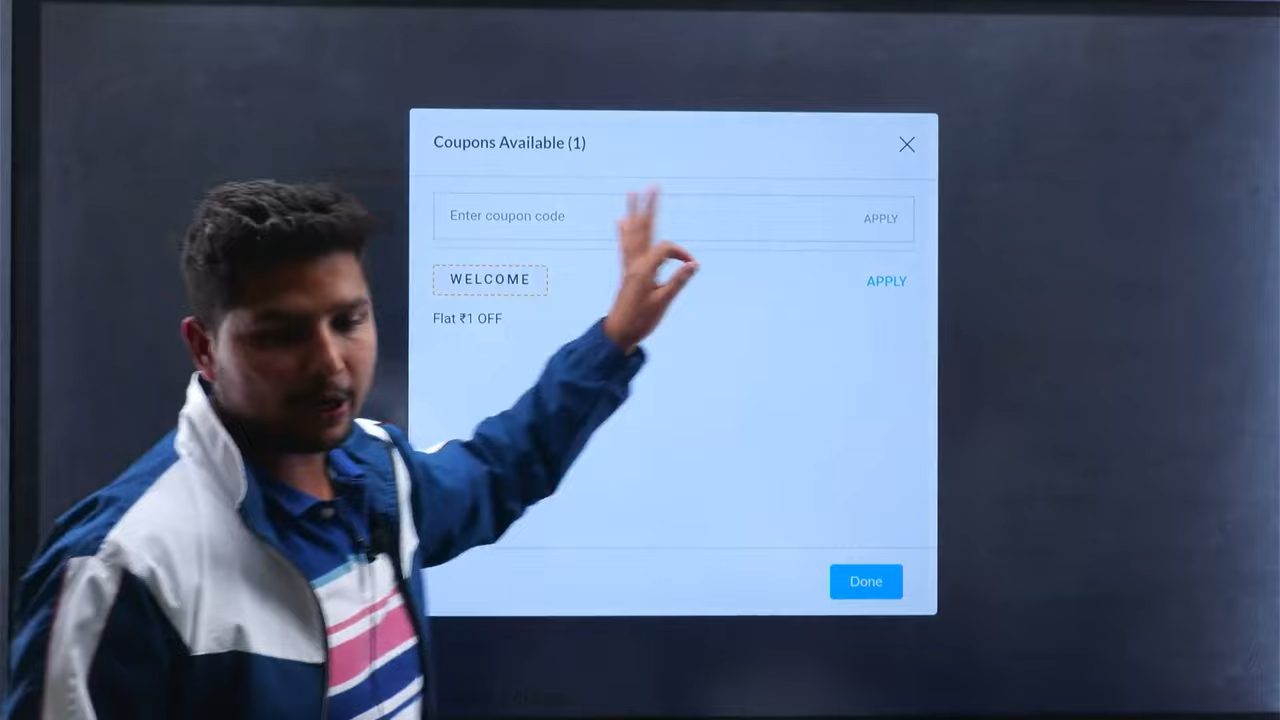 Coupons Available (1)
Enter coupon code
APPLY
WELCOME
APPLY
Flat ₹1 OFF
Done